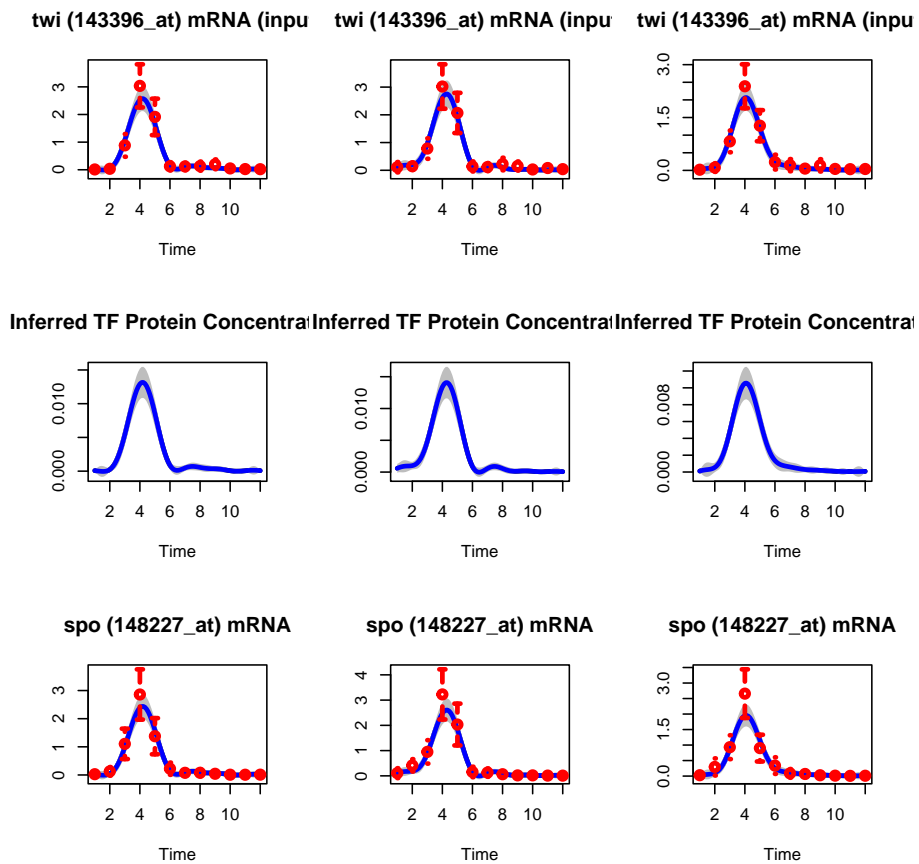 twi (143396_at) mRNA (input twi (143396_at) mRNA (input twi (143396_at) mRNA (input
0 1 2 3 0 1 2 3 0.0 1.5 3.0
2 4 6 8 10 2 4 6 8 10 2 4 6 8 10
Time Time Time
Inferred TF Protein Concentrat Inferred TF Protein Concentrat Inferred TF Protein Concentrat
0.000 0.010 0.000 0.010 0.000 0.008
2 4 6 8 10 2 4 6 8 10 2 4 6 8 10
Time Time Time
spo (148227_at) mRNA spo (148227_at) mRNA spo (148227_at) mRNA
0 1 2 3 0 1 2 3 4 0.0 1.5 3.0
2 4 6 8 10 2 4 6 8 10 2 4 6 8 10
Time Time Time